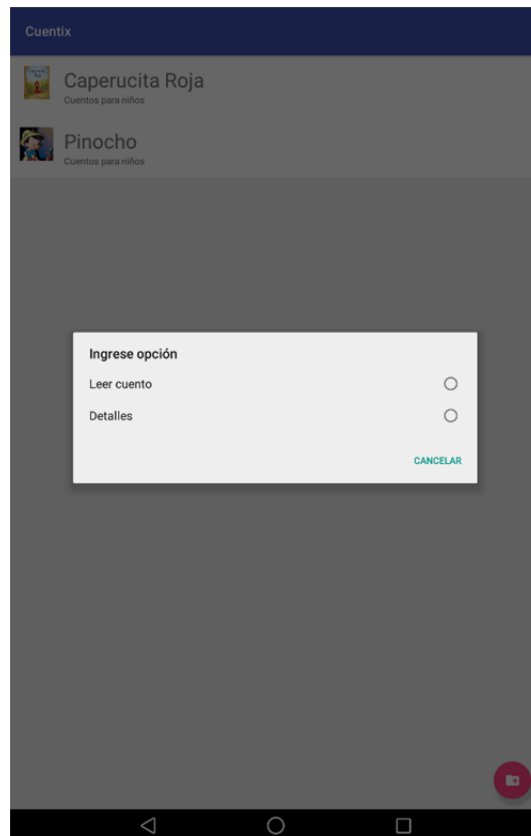 Cuentix
Caperucita Roja
Cuentos para niños
Pinocho
Cuentos para niños
Ingrese opción
Leer cuento
Detalles
CANCELAR